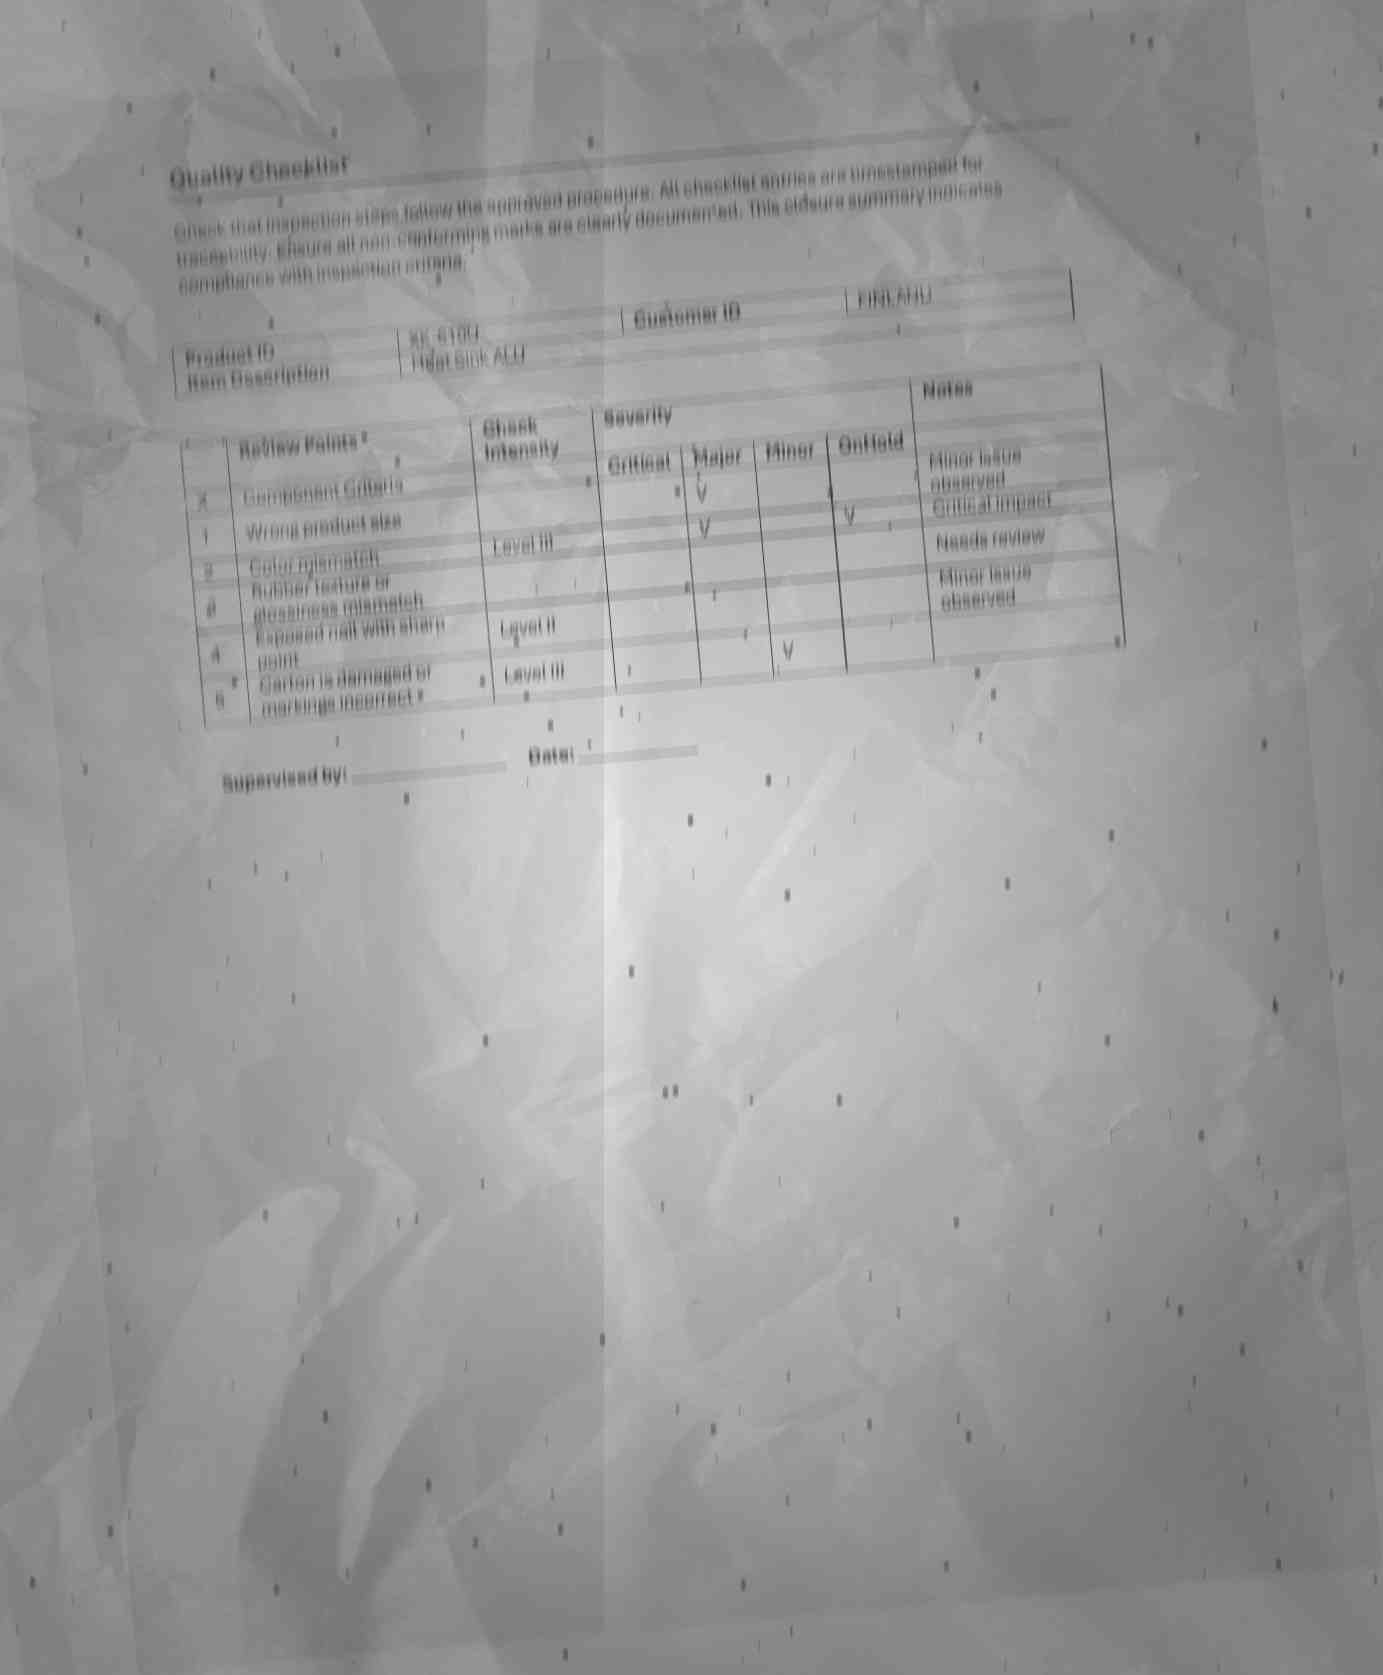 Quality Checklist
Check that inspection steps follow the approved procedure. All checklist entries are timestamped for
traceability. Ensure all non-conforming marks are clearly documented. This closure summary indicates
compliance with inspection criteria.
Product ID XK-610U Customer ID FINLAND
Item Description Heat Sink ALU
Review Points Check Intensity Severity Notes
Critical Major Minor OnHold
X Component Criteria V Minor issue observed
1 Wrong product size V V Critical impact
2 Color mismatch Level III Needs review
3 Rubber texture or glossiness mismatch Minor issue observed
4 Exposed nail with sharp point Level II
5 Carton is damaged or markings incorrect Level III V
Supervised by: Date: